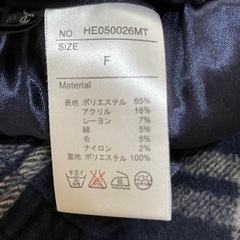 NO. HE050026MT
SIZE
F
Material
表地 ポリエステル 65%
アクリル 16%
レーヨン 7%
綿 5%
麻 5%
ナイロン 2%
裏地 ポリエステル 100%